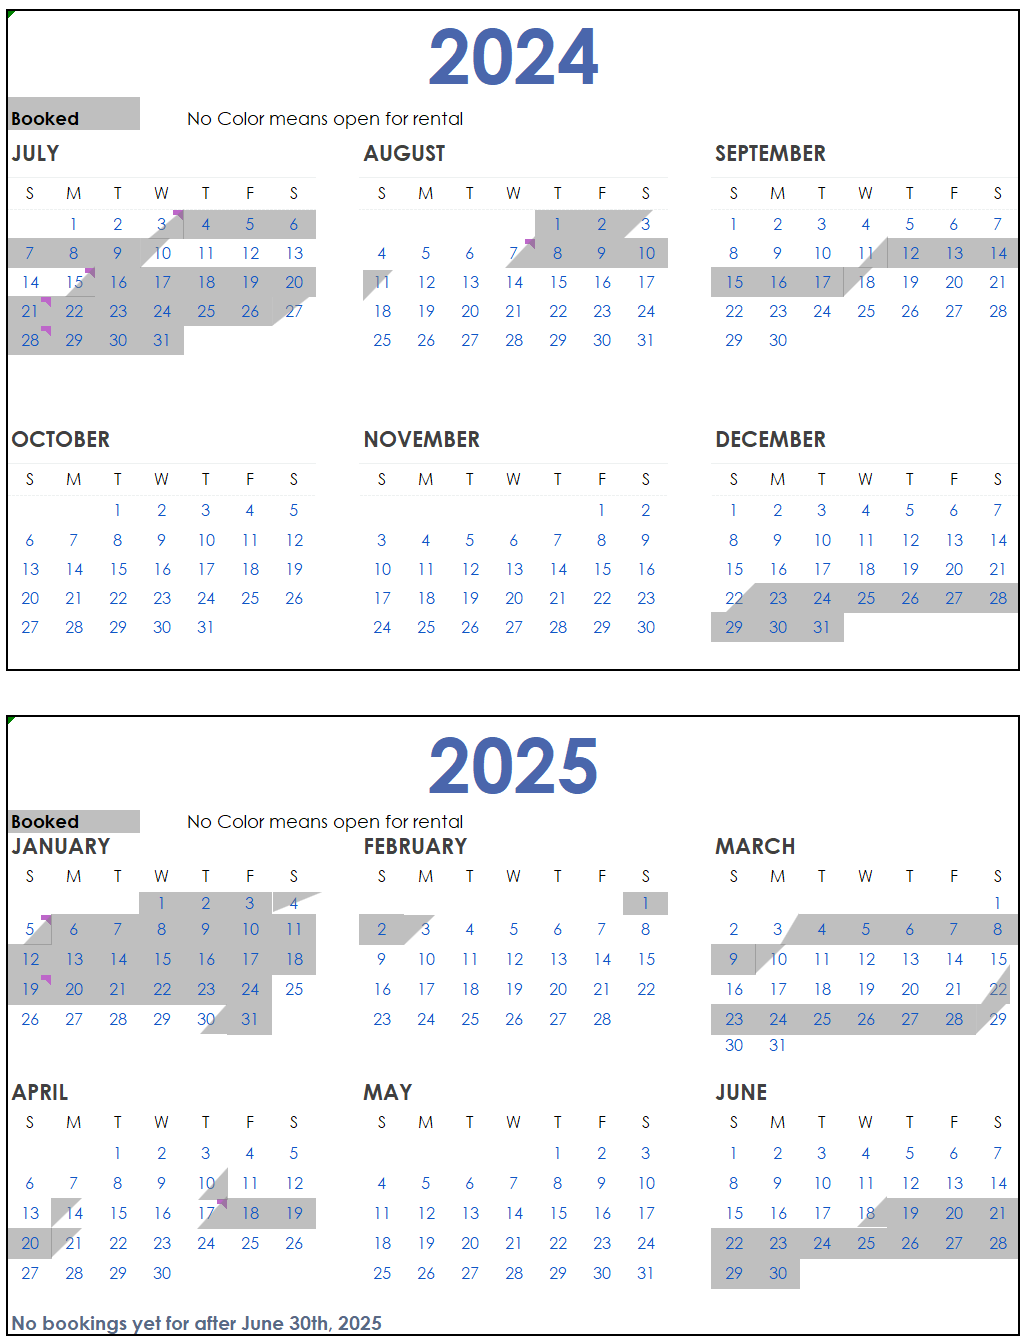 2024
Booked No Color means open for rental
JULY AUGUST SEPTEMBER
S M T W T F S S M T W T F S S M T W T F S
1 2 3 4 5 6 1 2 3 1 2 3 4 5 6 7
7 8 9 10 11 12 13 4 5 6 7 8 9 10 8 9 10 11 12 13 14
14 15 16 17 18 19 20 11 12 13 14 15 16 17 15 16 17 18 19 20 21
21 22 23 24 25 26 27 18 19 20 21 22 23 24 22 23 24 25 26 27 28
28 29 30 31 25 26 27 28 29 30 31 29 30
OCTOBER NOVEMBER DECEMBER
S M T W T F S S M T W T F S S M T W T F S
1 2 3 4 5 1 2 1 2 3 4 5 6 7
6 7 8 9 10 11 12 3 4 5 6 7 8 9 8 9 10 11 12 13 14
13 14 15 16 17 18 19 10 11 12 13 14 15 16 15 16 17 18 19 20 21
20 21 22 23 24 25 26 17 18 19 20 21 22 23 22 23 24 25 26 27 28
27 28 29 30 31 24 25 26 27 28 29 30 29 30 31
2025
Booked No Color means open for rental
JANUARY FEBRUARY MARCH
S M T W T F S S M T W T F S S M T W T F S
1 2 3 4 1 1
5 6 7 8 9 10 11 2 3 4 5 6 7 8 2 3 4 5 6 7 8
12 13 14 15 16 17 18 9 10 11 12 13 14 15 9 10 11 12 13 14 15
19 20 21 22 23 24 25 16 17 18 19 20 21 22 16 17 18 19 20 21 22
26 27 28 29 30 31 23 24 25 26 27 28 23 24 25 26 27 28 29
30 31
APRIL MAY JUNE
S M T W T F S S M T W T F S S M T W T F S
1 2 3 4 5 1 2 3 1 2 3 4 5 6 7
6 7 8 9 10 11 12 4 5 6 7 8 9 10 8 9 10 11 12 13 14
13 14 15 16 17 18 19 11 12 13 14 15 16 17 15 16 17 18 19 20 21
20 21 22 23 24 25 26 18 19 20 21 22 23 24 22 23 24 25 26 27 28
27 28 29 30 25 26 27 28 29 30 31 29 30
No bookings yet for after June 30th, 2025